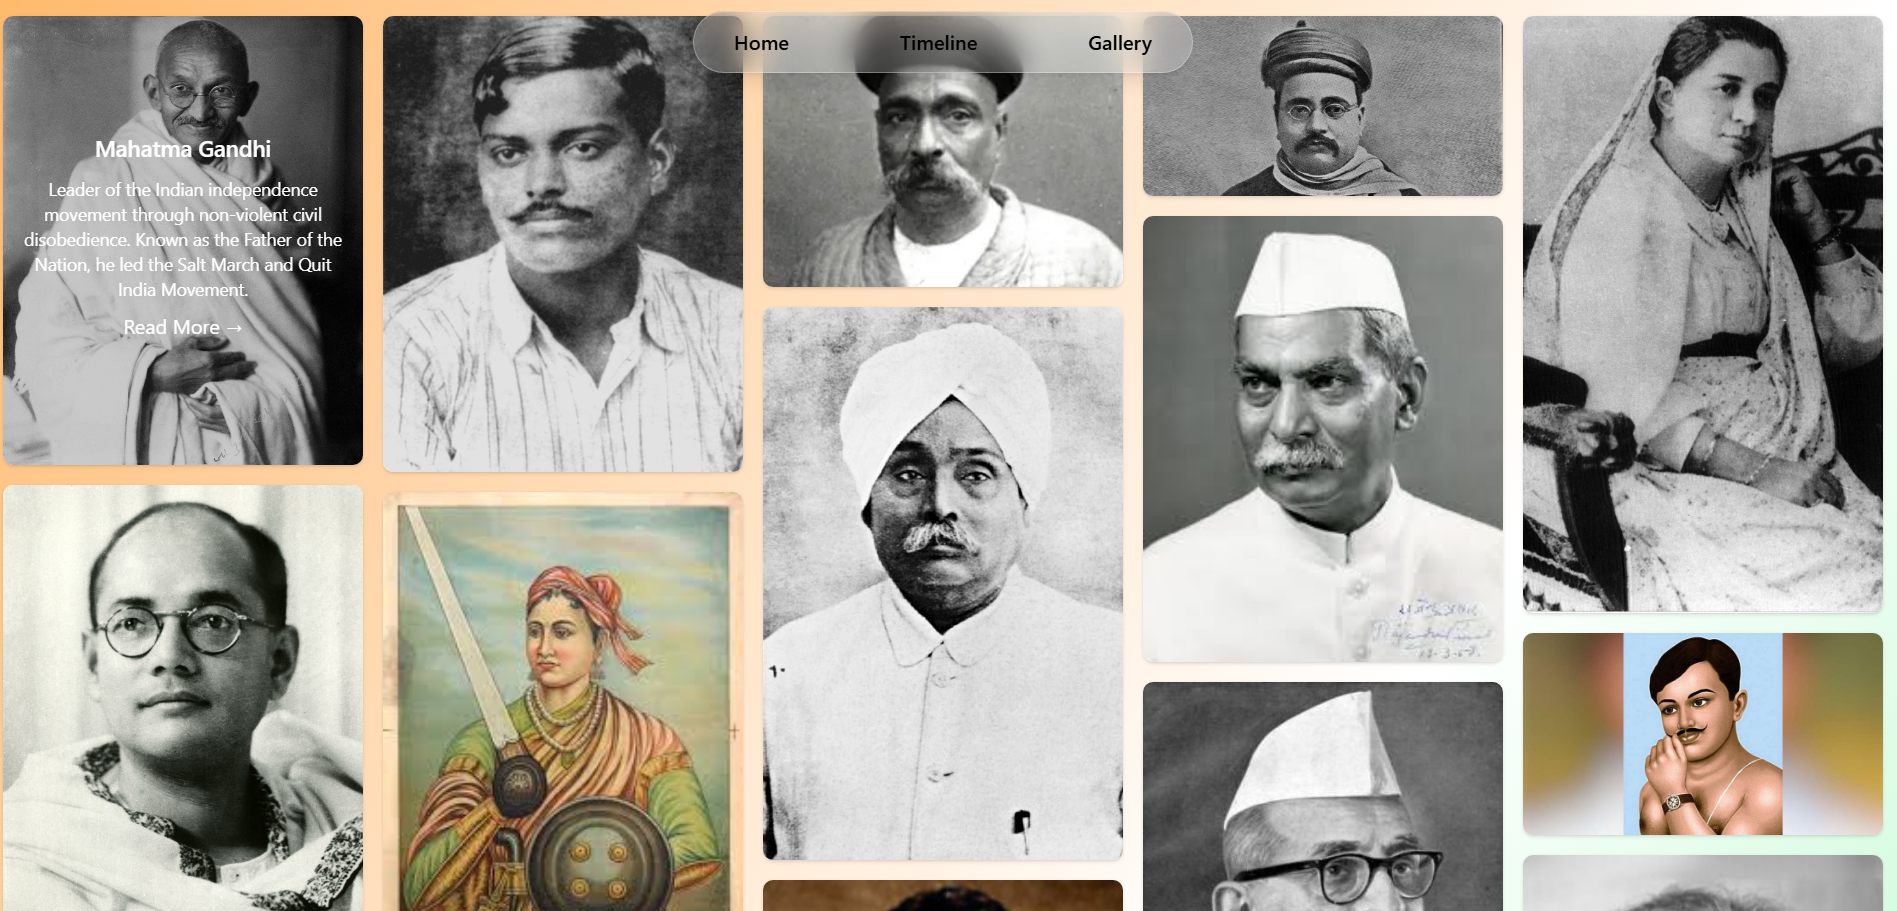 Home Timeline Gallery
Mahatma Gandhi
Leader of the Indian independence
movement through non-violent civil
disobedience. Known as the Father of the
Nation, he led the Salt March and Quit
India Movement.
Read More →